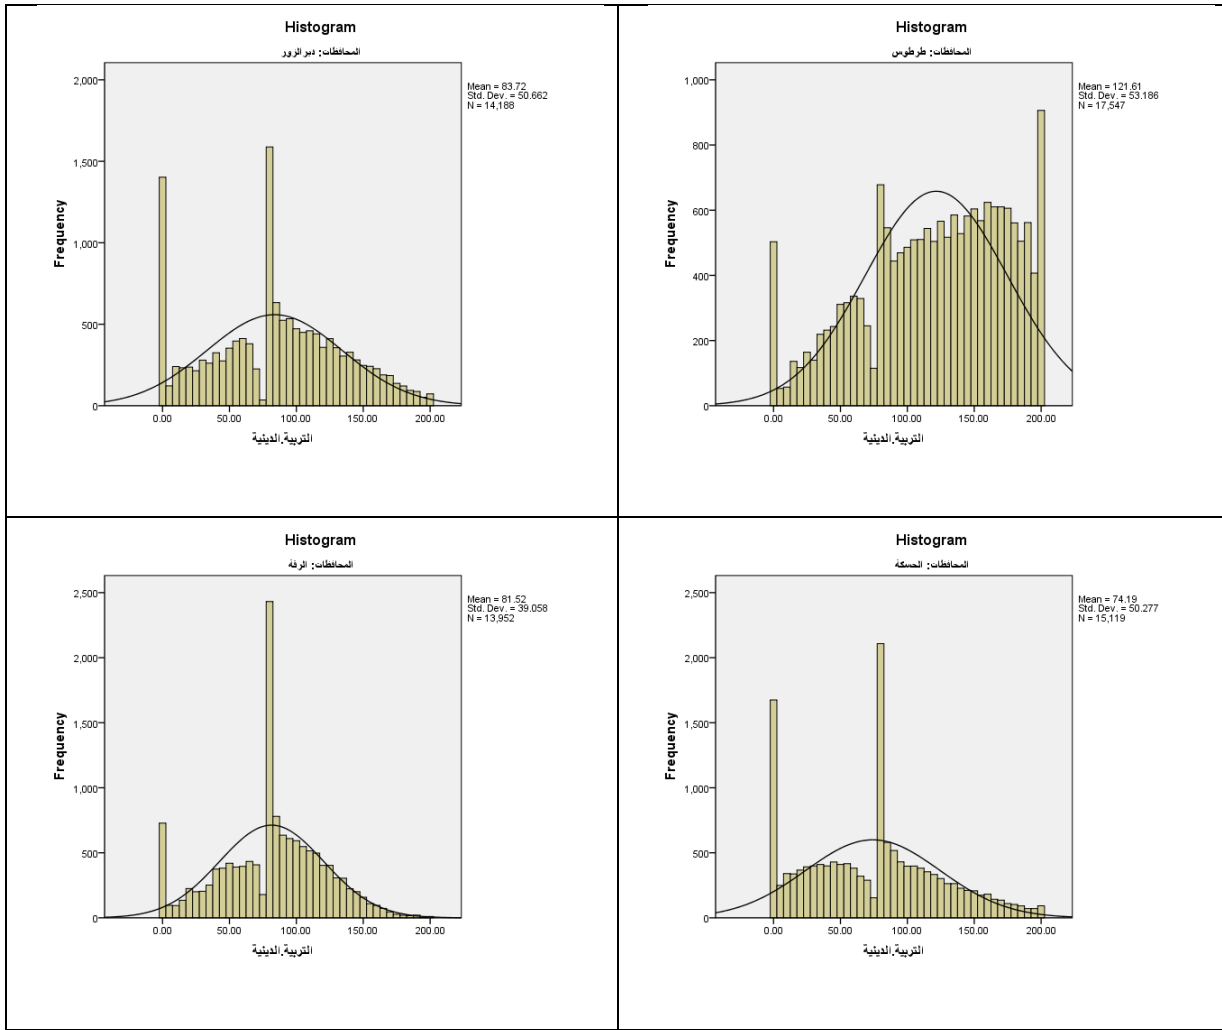 Histogram
المحافظات: دير الزور
Mean = 83.72
Std. Dev. = 50.662
N = 14,188
Frequency
2,000
1,500
1,000
500
0
0.00 50.00 100.00 150.00 200.00
التربية.الدينية
Histogram
المحافظات: طرطوس
Mean = 121.61
Std. Dev. = 53.186
N = 17,547
Frequency
1,000
800
600
400
200
0
0.00 50.00 100.00 150.00 200.00
التربية.الدينية
Histogram
المحافظات: الرقة
Mean = 81.52
Std. Dev. = 39.058
N = 13,952
Frequency
2,500
2,000
1,500
1,000
500
0
0.00 50.00 100.00 150.00 200.00
التربية.الدينية
Histogram
المحافظات: الحسكة
Mean = 74.19
Std. Dev. = 50.277
N = 15,119
Frequency
2,500
2,000
1,500
1,000
500
0
0.00 50.00 100.00 150.00 200.00
التربية.الدينية